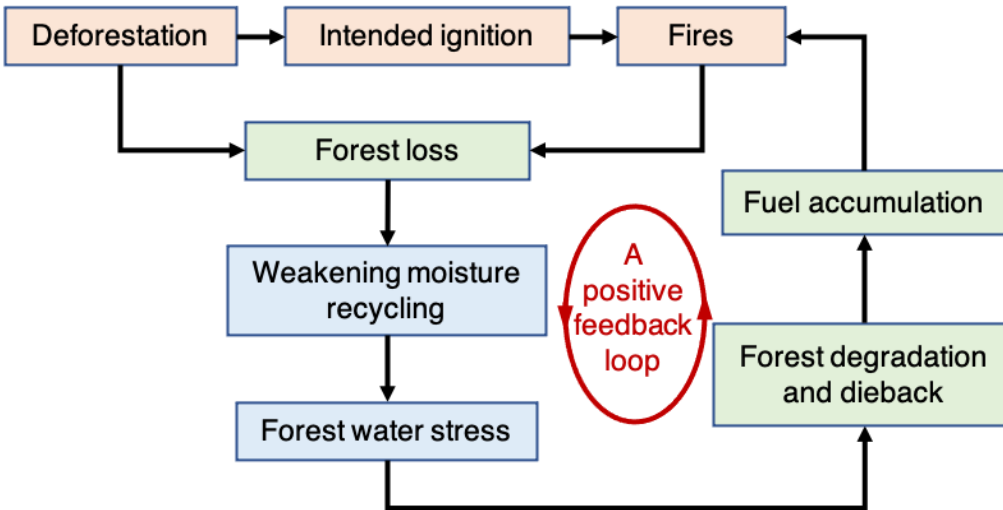 Deforestation
Intended ignition
Fires
Forest loss
Fuel accumulation
Weakening moisture
recycling
A
positive
feedback
loop
Forest degradation
and dieback
Forest water stress